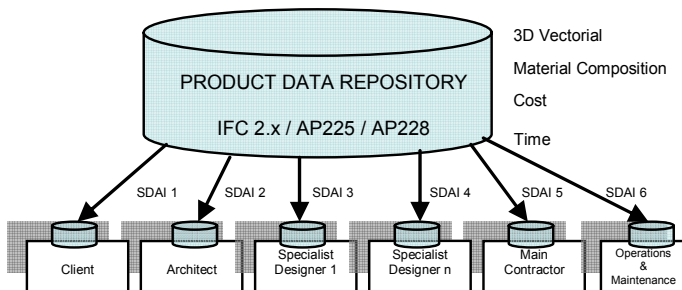 3D Vectorial
PRODUCT DATA REPOSITORY
Material Composition
Cost
IFC 2.x / AP225 / AP228
Time
SDAI 1
SDAI 2
SDAI 3
SDAI 4
SDAI 5
SDAI 6
Client
Architect
Specialist
Designer 1
Specialist
Designer n
Main
Contractor
Operations
&
Maintenance